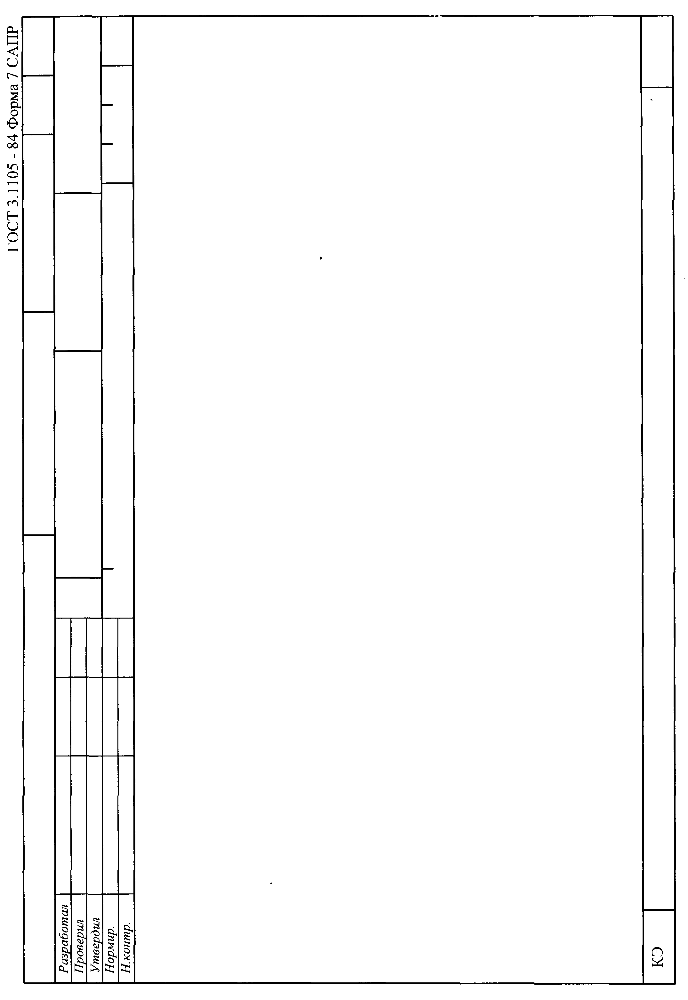 ГОСТ 3.1105 - 84 Форма 7 САПР
Разработал
Проверил
Утвердил
Нормир.
Н.контр.
КЭ